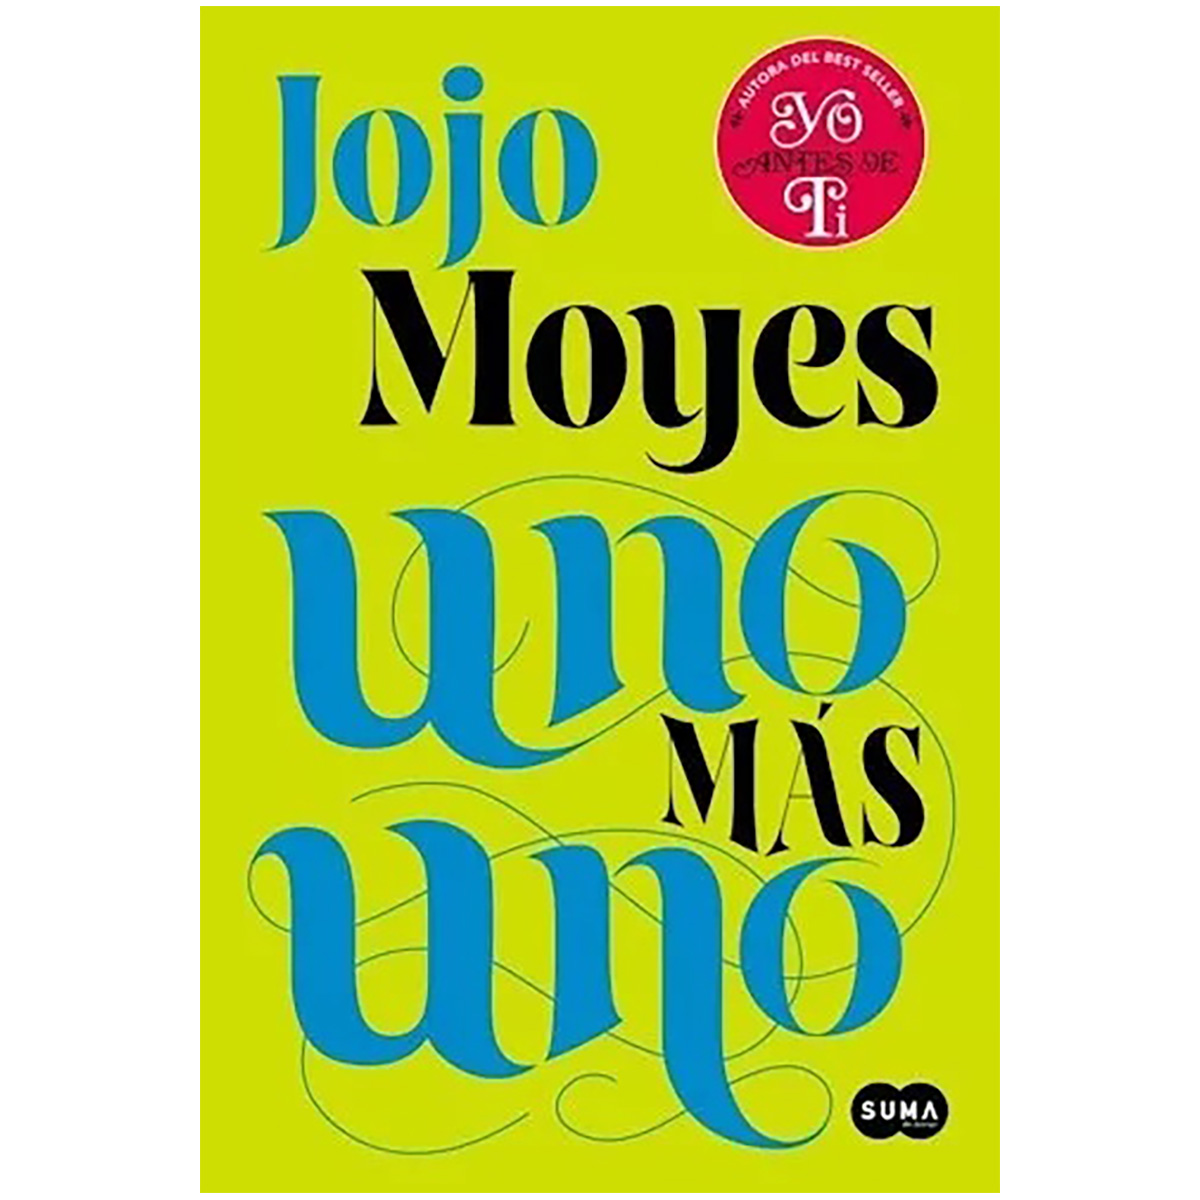 Jojo
Moyes
AUTORA DEL BEST SELLER
YO
ANTES DE
Ti
uno
MÁS
uno
SUMA